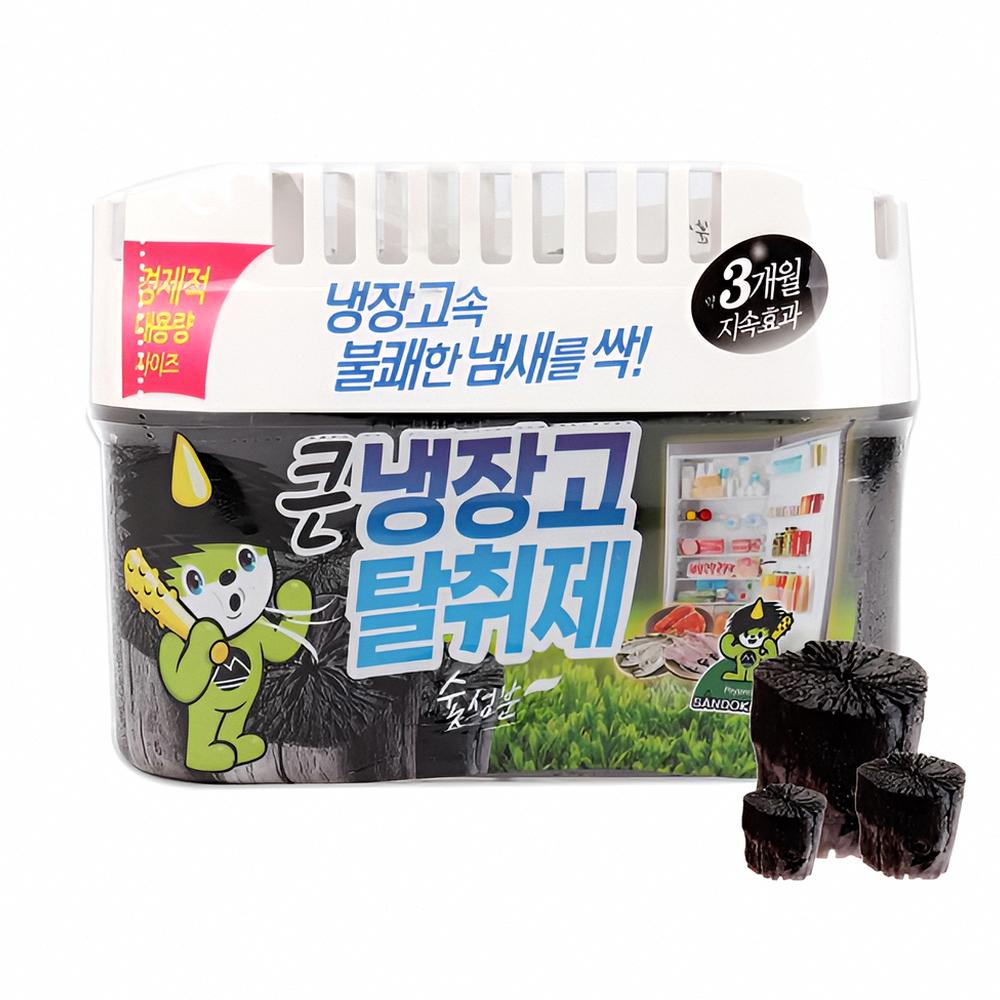 경제적
대용량
사이즈
냉장고속
불쾌한 냄새를 싹!
약 3개월
지속효과
큰 냉장고
탈취제
숯성분